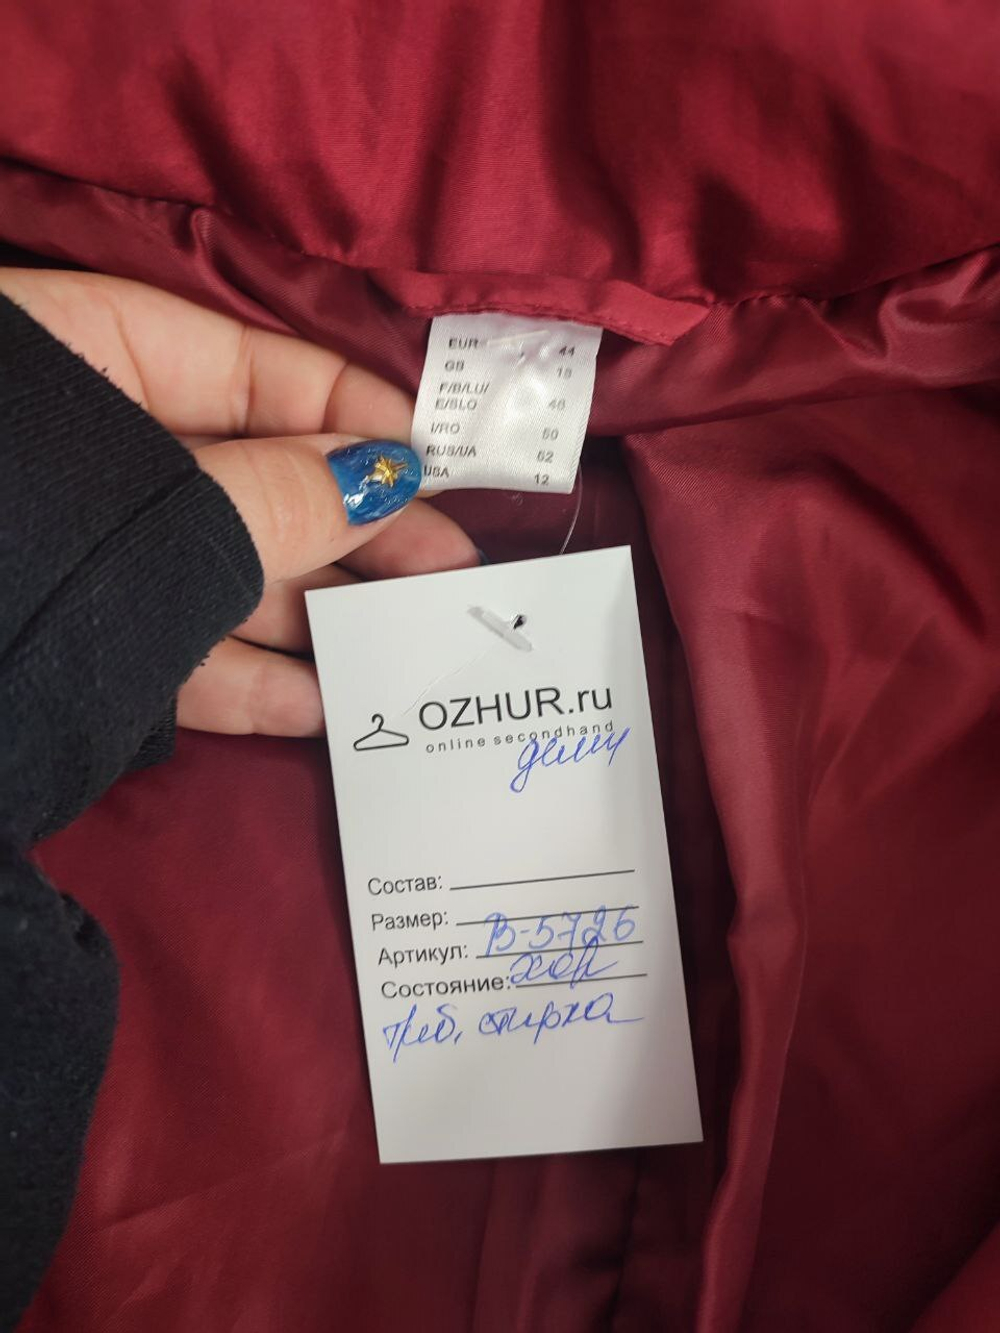 EUR 44
GB 18
F/B/LU/
E/SLO 46
I/RO 50
RUS/UA 52
USA 12
OZHUR.ru
online secondhand
деми
Состав:
Размер:
Артикул: В-5726
Состояние: хор
треб. стирка